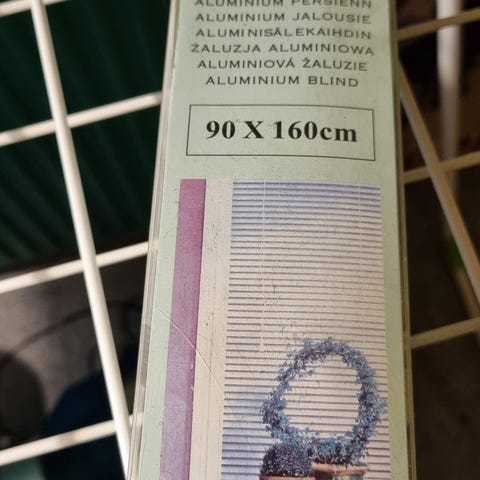 ALUMINIUM PERSIENN
ALUMINIUM JALOUSIE
ALUMINISÄLEKAIHDIN
ŻALUZJA ALUMINIOWA
ALUMINIOVÁ ŽALUZIE
ALUMINIUM BLIND
90 X 160cm